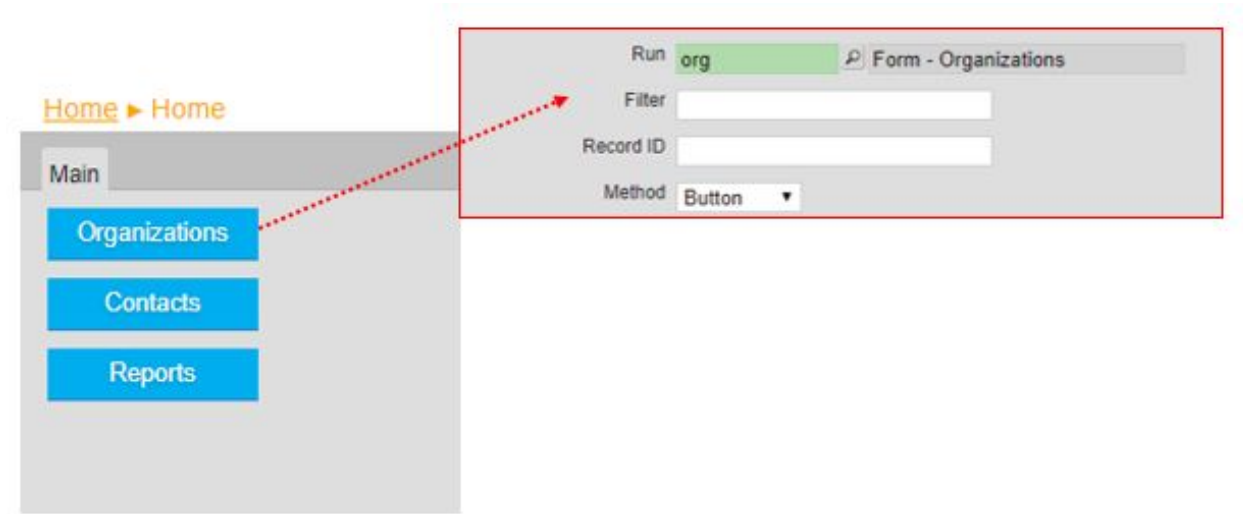 Home ► Home
Main
Organizations
Contacts
Reports
Run org Form - Organizations
Filter
Record ID
Method Button ▼